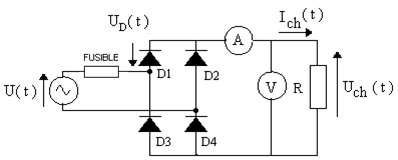 U_D(t)
I_ch(t)
FUSIBLE
A
D1
D2
U(t)
V
R
U_ch(t)
D3
D4